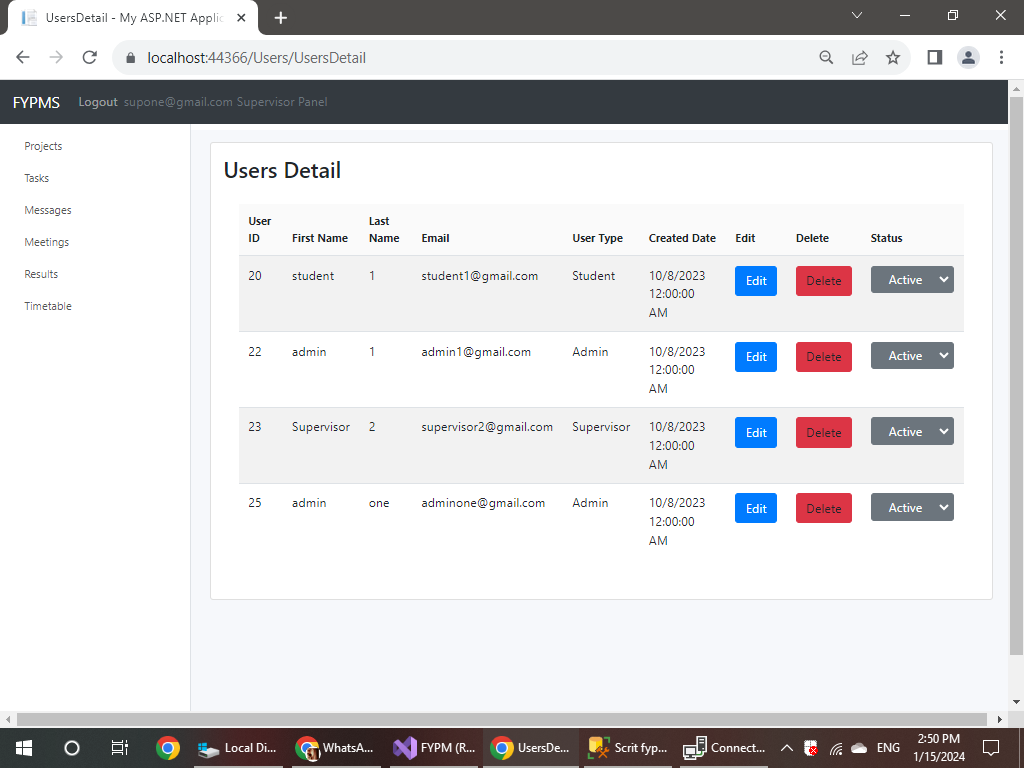 UsersDetail - My ASP.NET Applic
localhost:44366/Users/UsersDetail
FYPMS Logout supone@gmail.com Supervisor Panel
Projects
Tasks
Messages
Meetings
Results
Timetable
Users Detail
User ID First Name Last Name Email User Type Created Date Edit Delete Status
20 student 1 student1@gmail.com Student 10/8/2023 12:00:00 AM Edit Delete Active
22 admin 1 admin1@gmail.com Admin 10/8/2023 12:00:00 AM Edit Delete Active
23 Supervisor 2 supervisor2@gmail.com Supervisor 10/8/2023 12:00:00 AM Edit Delete Active
25 admin one adminone@gmail.com Admin 10/8/2023 12:00:00 AM Edit Delete Active
Local Di... WhatsA... FYPM (R... UsersDe... Scrit fyp... Connect... ENG 2:50 PM
1/15/2024